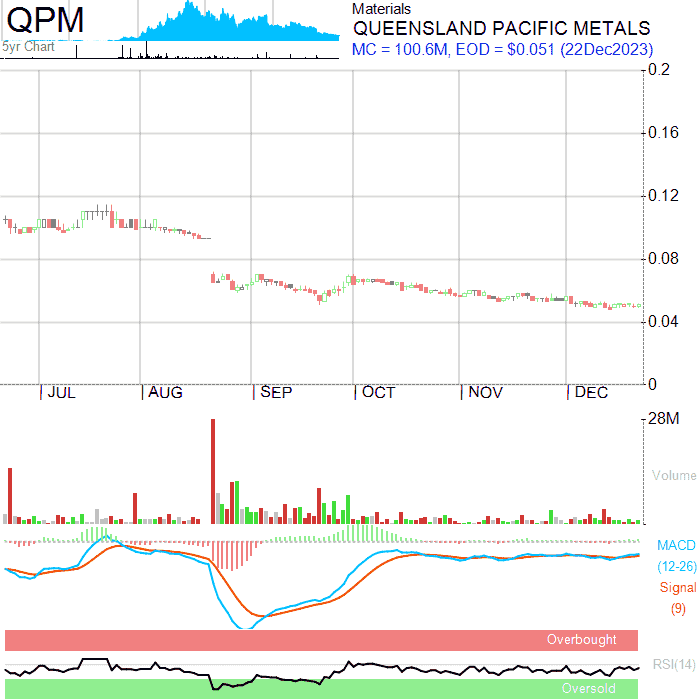 QPM
5yr Chart
Materials
QUEENSLAND PACIFIC METALS
MC = 100.6M, EOD = $0.051 (22Dec2023)
0.2
0.16
0.12
0.08
0.04
0
JUL AUG SEP OCT NOV DEC
28M
Volume
MACD
(12-26)
Signal
(9)
Overbought
RSI(14)
Oversold